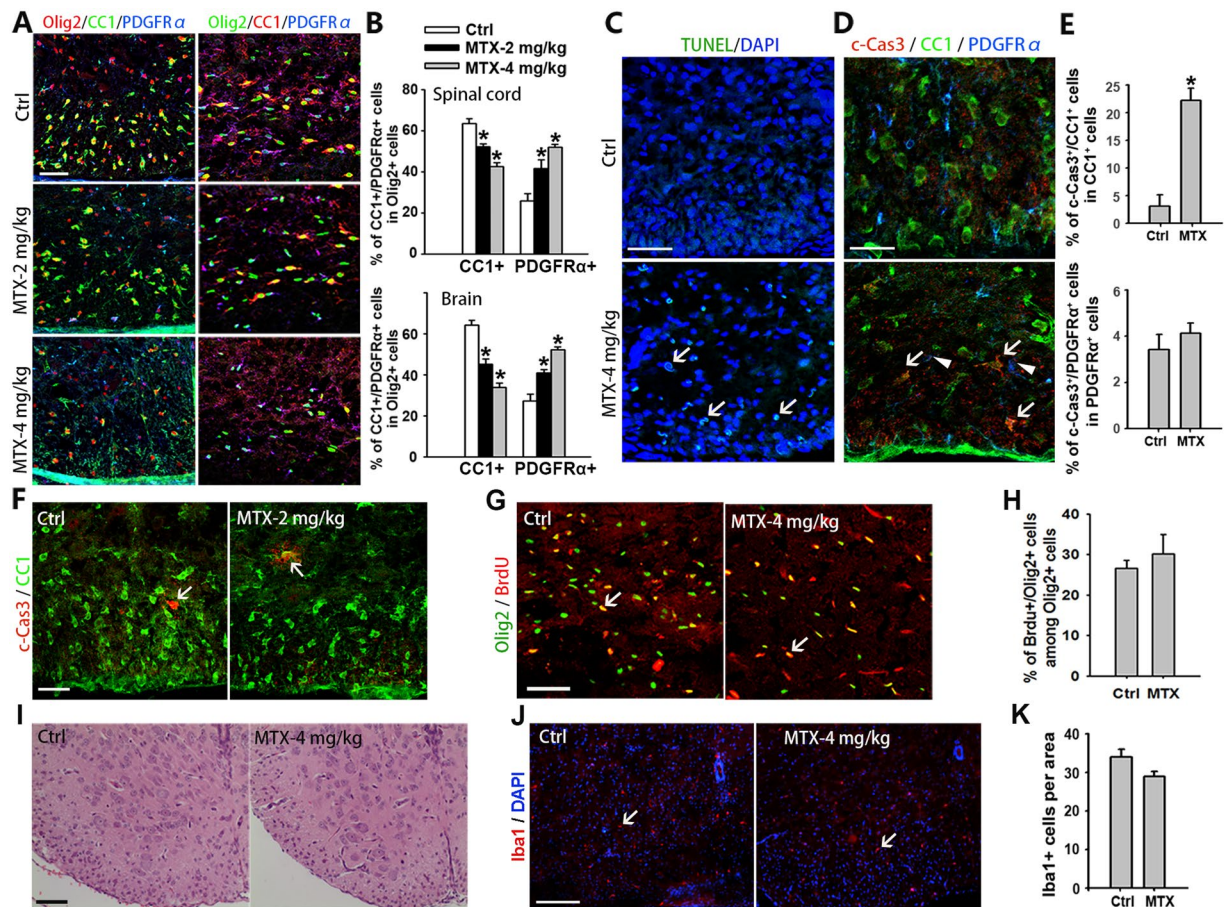 A
Olig2/CC1/PDGFRα
Olig2/CC1/PDGFRα
Ctrl
MTX-2 mg/kg
MTX-4 mg/kg
B
Ctrl
MTX-2 mg/kg
MTX-4 mg/kg
% of CC1+/PDGFRα+ cells
in Olig2+ cells
80
60
40
20
0
Spinal cord
* * * *
CC1+ PDGFRα+
% of CC1+/PDGFRα+ cells
in Olig2+ cells
80
60
40
20
0
Brain
* * * *
CC1+ PDGFRα+
C
TUNEL/DAPI
Ctrl
MTX-4 mg/kg
D
c-Cas3 / CC1 / PDGFRα
E
% of c-Cas3⁺/CC1⁺ cells
in CC1⁺ cells
25
20
15
10
5
0
*
Ctrl MTX
% of c-Cas3⁺/PDGFRα⁺ cells
in PDGFRα⁺ cells
6
4
2
0
Ctrl MTX
F
c-Cas3 / CC1
Ctrl
MTX-2 mg/kg
G
Olig2 / BrdU
Ctrl
MTX-4 mg/kg
H
% of Brdu+/Olig2+ cells
among Olig2+ cells
40
30
20
10
0
Ctrl MTX
I
Ctrl
MTX-4 mg/kg
J
Iba1 / DAPI
Ctrl
MTX-4 mg/kg
K
Iba1+ cells per area
40
30
20
10
0
Ctrl MTX